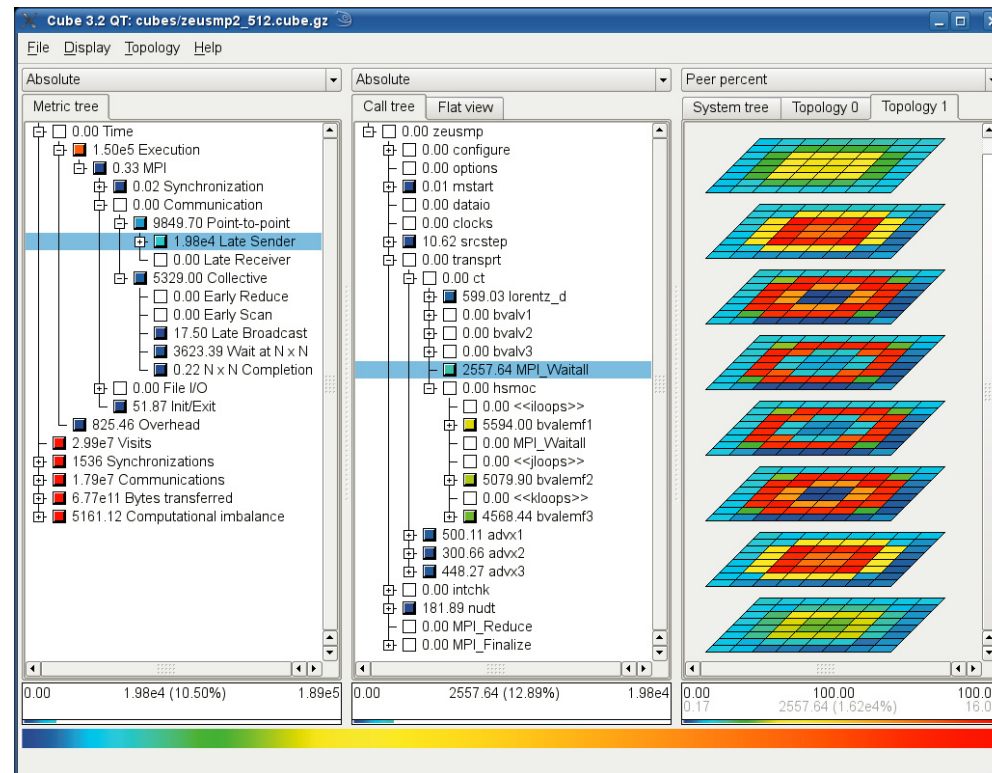 Cube 3.2 QT: cubes/zeusmp2_512.cube.gz
File Display Topology Help
Absolute
Metric tree
0.00 Time
1.50e5 Execution
0.33 MPI
0.02 Synchronization
0.00 Communication
9849.70 Point-to-point
1.98e4 Late Sender
0.00 Late Receiver
5329.00 Collective
0.00 Early Reduce
0.00 Early Scan
17.50 Late Broadcast
3623.39 Wait at N x N
0.22 N x N Completion
0.00 File I/O
51.87 Init/Exit
825.46 Overhead
2.99e7 Visits
1536 Synchronizations
1.79e7 Communications
6.77e11 Bytes transferred
5161.12 Computational imbalance
0.00 1.98e4 (10.50%) 1.89e5
Absolute
Call tree Flat view
0.00 zeusmp
0.00 configure
0.00 options
0.01 mstart
0.00 dataio
0.00 clocks
10.62 srcstep
0.00 transprt
0.00 ct
599.03 lorentz_d
0.00 bvalv1
0.00 bvalv2
0.00 bvalv3
2557.64 MPI_Waitall
0.00 hsmoc
0.00 <<iloops>>
5594.00 bvalemf1
0.00 MPI_Waitall
0.00 <<jloops>>
5079.90 bvalemf2
0.00 <<kloops>>
4568.44 bvalemf3
500.11 advx1
300.66 advx2
448.27 advx3
0.00 intchk
181.89 nudt
0.00 MPI_Reduce
0.00 MPI_Finalize
0.00 2557.64 (12.89%) 1.98e4
Peer percent
System tree Topology 0 Topology 1
0.00 100.00 100.0
0.17 2557.64 (1.62e4%) 16.0